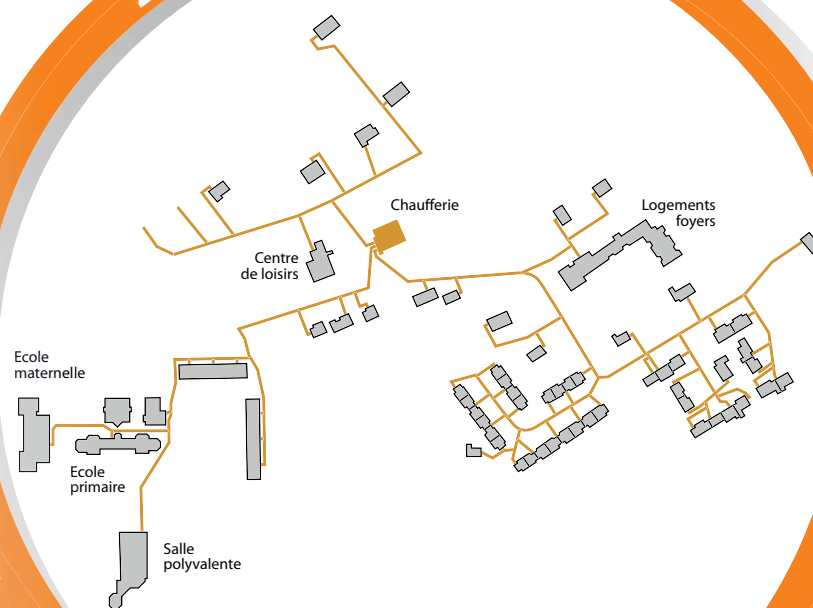 Chaufferie
Logements
foyers
Centre
de loisirs
Ecole
maternelle
Ecole
primaire
Salle
polyvalente